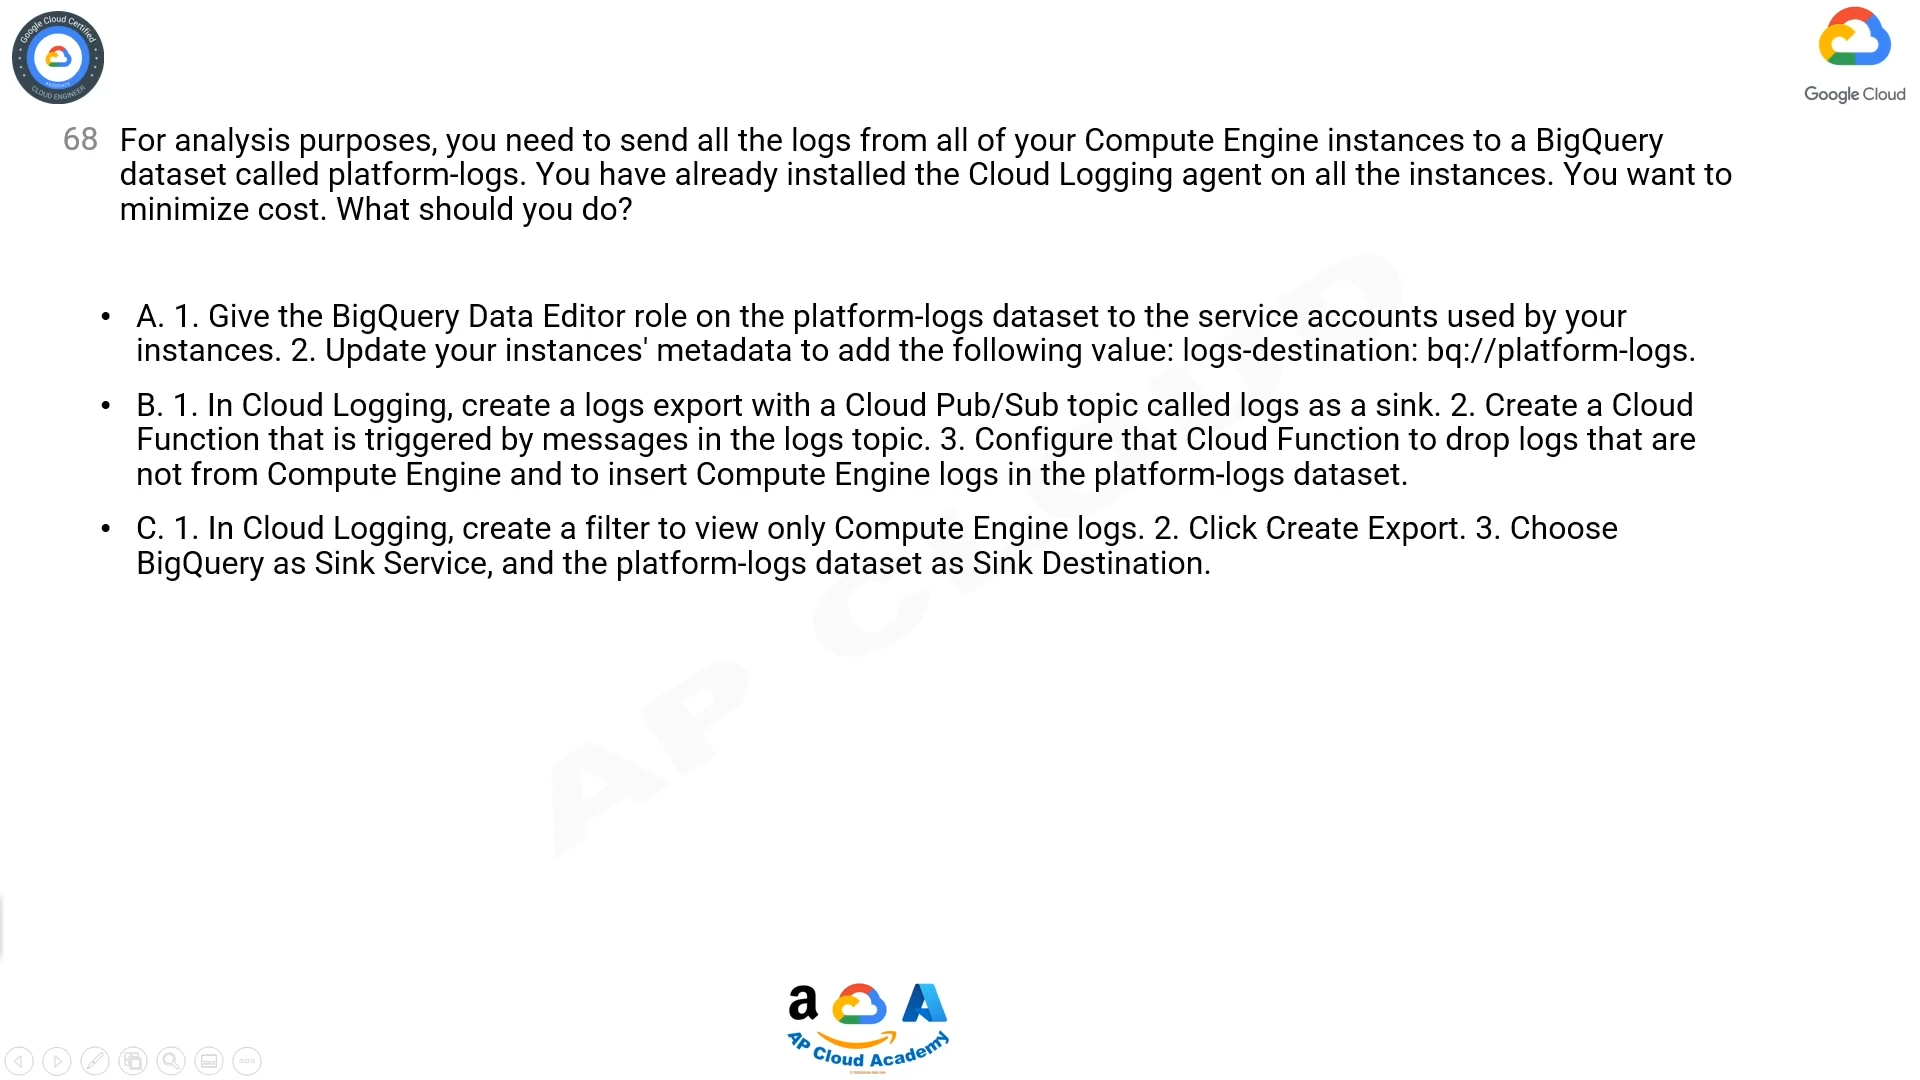 Google Cloud Certified
ASSOCIATE
CLOUD ENGINEER
Google Cloud
68 For analysis purposes, you need to send all the logs from all of your Compute Engine instances to a BigQuery
dataset called platform-logs. You have already installed the Cloud Logging agent on all the instances. You want to
minimize cost. What should you do?
• A. 1. Give the BigQuery Data Editor role on the platform-logs dataset to the service accounts used by your
instances. 2. Update your instances' metadata to add the following value: logs-destination: bq://platform-logs.
• B. 1. In Cloud Logging, create a logs export with a Cloud Pub/Sub topic called logs as a sink. 2. Create a Cloud
Function that is triggered by messages in the logs topic. 3. Configure that Cloud Function to drop logs that are
not from Compute Engine and to insert Compute Engine logs in the platform-logs dataset.
• C. 1. In Cloud Logging, create a filter to view only Compute Engine logs. 2. Click Create Export. 3. Choose
BigQuery as Sink Service, and the platform-logs dataset as Sink Destination.
a
AP Cloud Academy